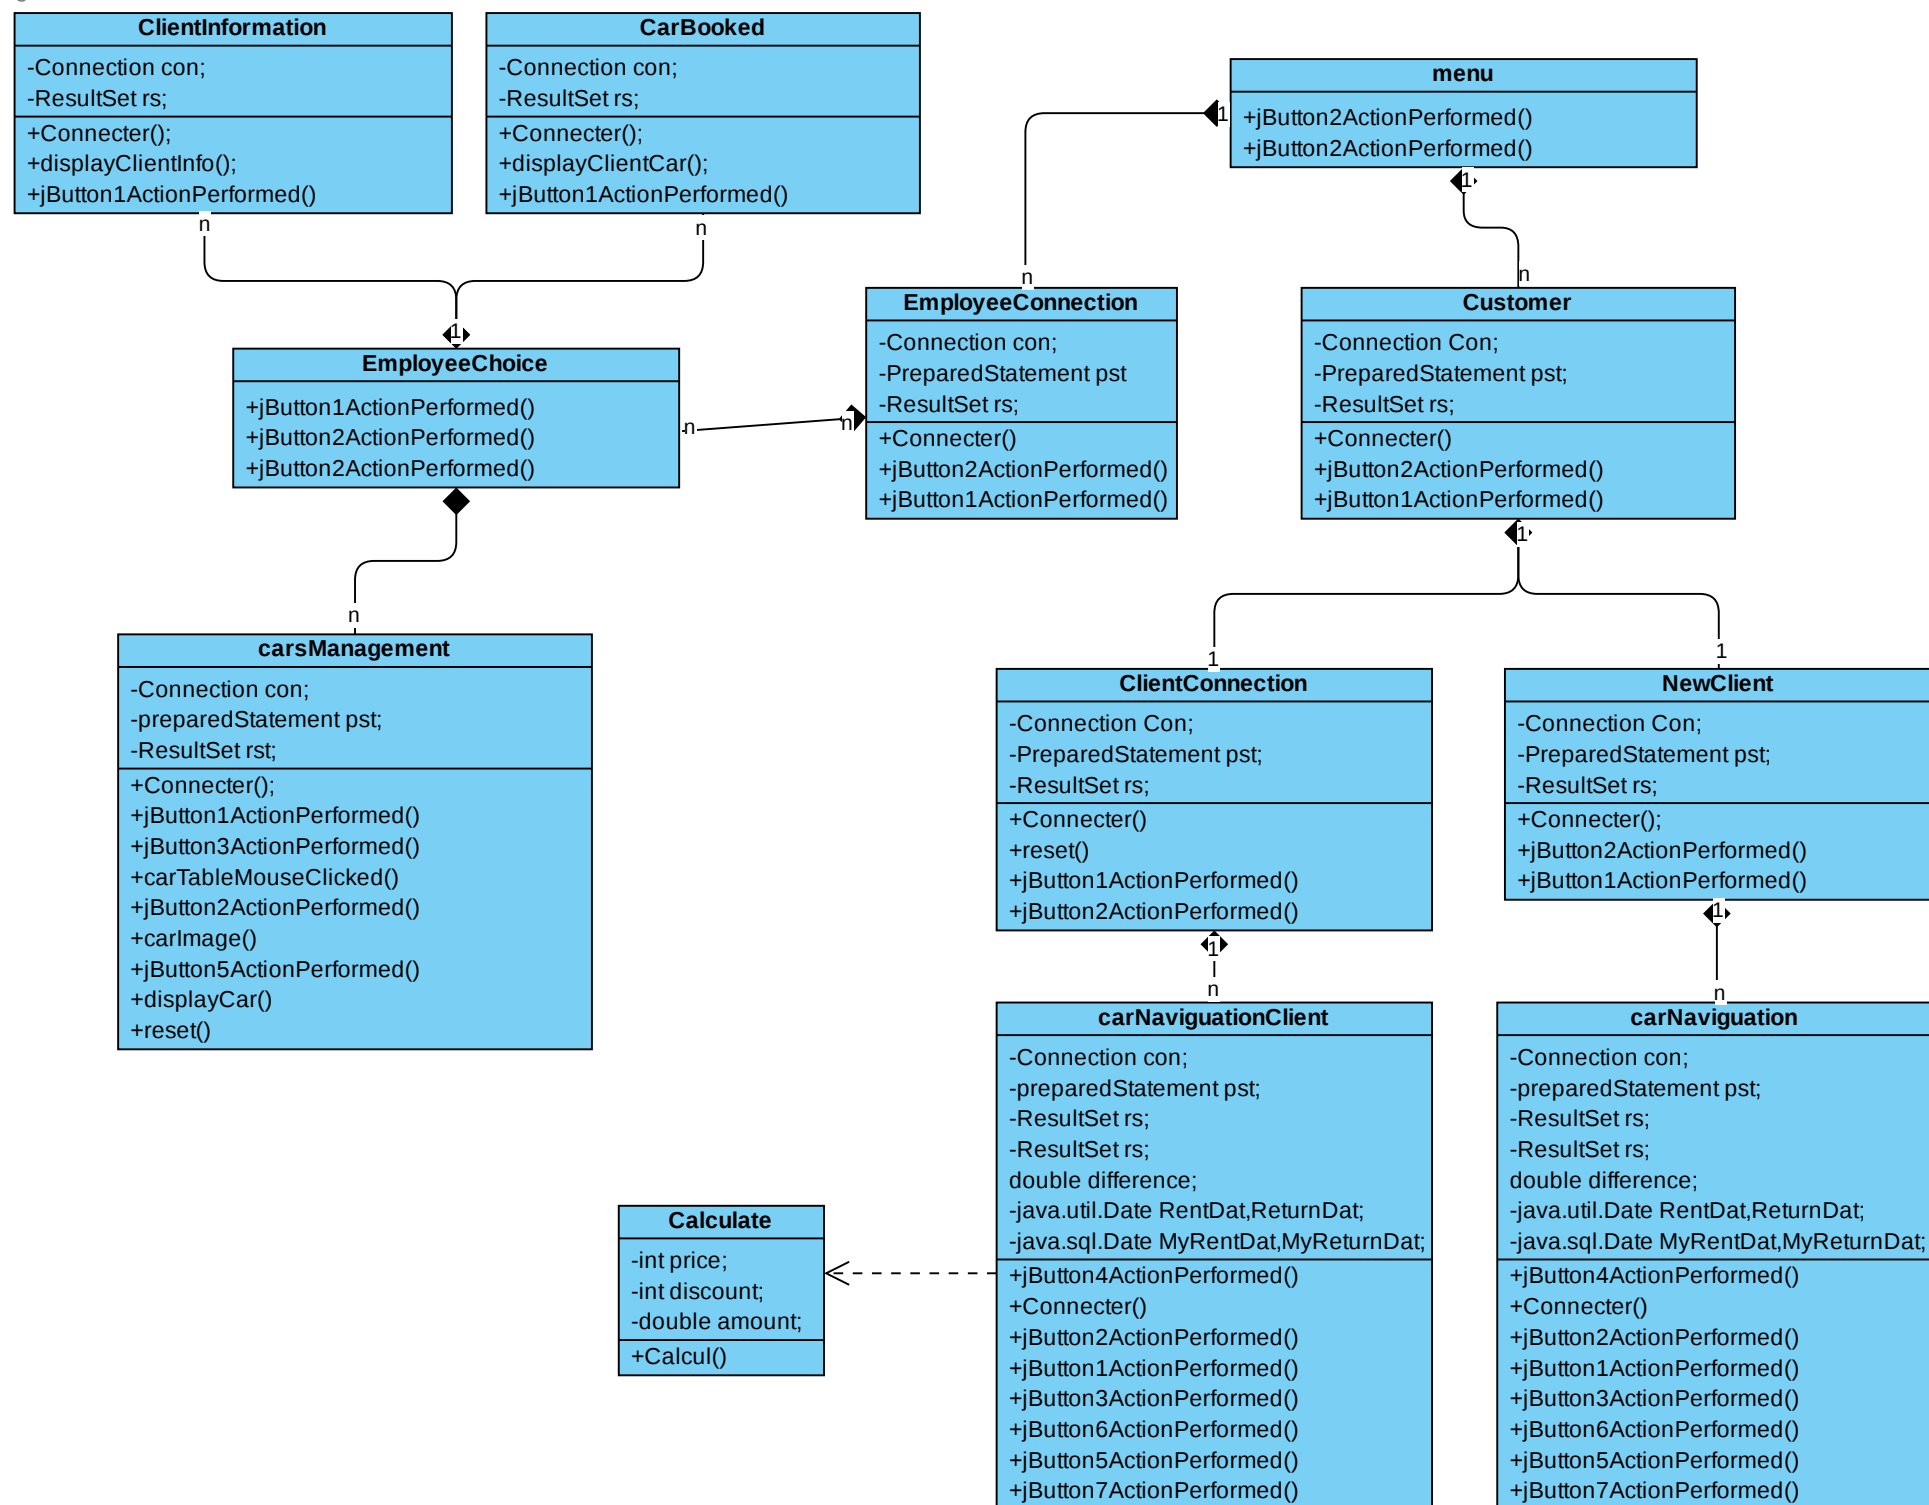 ClientInformation
-Connection con;
-ResultSet rs;
+Connecter();
+displayClientInfo();
+jButton1ActionPerformed()
n
CarBooked
-Connection con;
-ResultSet rs;
+Connecter();
+displayClientCar();
+jButton1ActionPerformed()
n
menu
+jButton2ActionPerformed()
+jButton2ActionPerformed()
1
1
n
n
1
EmployeeChoice
+jButton1ActionPerformed()
+jButton2ActionPerformed()
+jButton2ActionPerformed()
n
n
EmployeeConnection
-Connection con;
-PreparedStatement pst
-ResultSet rs;
+Connecter()
+jButton2ActionPerformed()
+jButton1ActionPerformed()
Customer
-Connection Con;
-PreparedStatement pst;
-ResultSet rs;
+Connecter()
+jButton2ActionPerformed()
+jButton1ActionPerformed()
1
n
1
1
carsManagement
-Connection con;
-preparedStatement pst;
-ResultSet rst;
+Connecter();
+jButton1ActionPerformed()
+jButton3ActionPerformed()
+carTableMouseClicked()
+jButton2ActionPerformed()
+carImage()
+jButton5ActionPerformed()
+displayCar()
+reset()
ClientConnection
-Connection Con;
-PreparedStatement pst;
-ResultSet rs;
+Connecter()
+reset()
+jButton1ActionPerformed()
+jButton2ActionPerformed()
1
n
NewClient
-Connection Con;
-PreparedStatement pst;
-ResultSet rs;
+Connecter();
+jButton2ActionPerformed()
+jButton1ActionPerformed()
1
n
Calculate
-int price;
-int discount;
-double amount;
+Calcul()
carNaviguationClient
-Connection con;
-preparedStatement pst;
-ResultSet rs;
-ResultSet rs;
double difference;
-java.util.Date RentDat,ReturnDat;
-java.sql.Date MyRentDat,MyReturnDat;
+jButton4ActionPerformed()
+Connecter()
+jButton2ActionPerformed()
+jButton1ActionPerformed()
+jButton3ActionPerformed()
+jButton6ActionPerformed()
+jButton5ActionPerformed()
+jButton7ActionPerformed()
carNaviguation
-Connection con;
-preparedStatement pst;
-ResultSet rs;
-ResultSet rs;
double difference;
-java.util.Date RentDat,ReturnDat;
-java.sql.Date MyRentDat,MyReturnDat;
+jButton4ActionPerformed()
+Connecter()
+jButton2ActionPerformed()
+jButton1ActionPerformed()
+jButton3ActionPerformed()
+jButton6ActionPerformed()
+jButton5ActionPerformed()
+jButton7ActionPerformed()